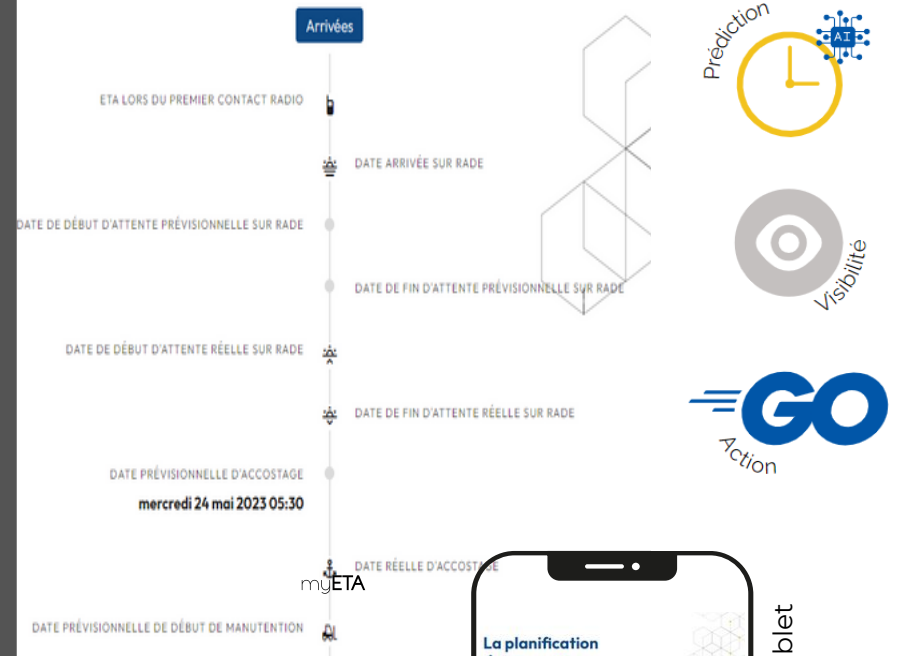 Arrivées
ETA LORS DU PREMIER CONTACT RADIO
DATE ARRIVÉE SUR RADE
DATE DE DÉBUT D'ATTENTE PRÉVISIONNELLE SUR RADE
DATE DE FIN D'ATTENTE PRÉVISIONNELLE SUR RADE
DATE DE DÉBUT D'ATTENTE RÉELLE SUR RADE
DATE DE FIN D'ATTENTE RÉELLE SUR RADE
DATE PRÉVISIONNELLE D'ACCOSTAGE
mercredi 24 mai 2023 05:30
DATE RÉELLE D'ACCOSTAGE
myETA
DATE PRÉVISIONNELLE DE DÉBUT DE MANUTENTION
Prédiction
AI
Visibilité
GO
Action
La planification
blet